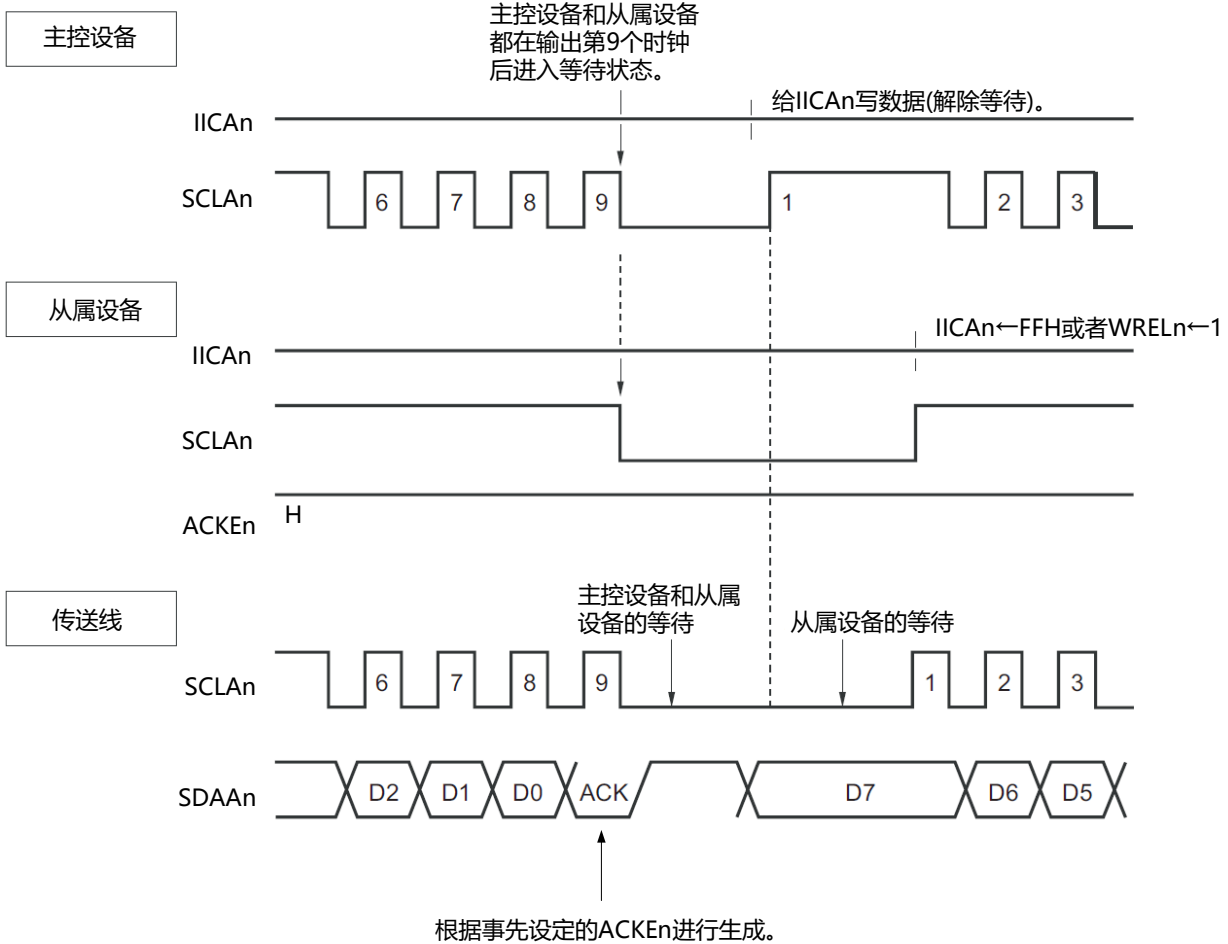 主控设备
主控设备和从属设备
都在输出第9个时钟
后进入等待状态。
给IICAn写数据(解除等待)。
IICAn
SCLAn
6 7 8 9 1 2 3
从属设备
IICAn←FFH或者WRELn←1
IICAn
SCLAn
ACKEn
H
传送线
主控设备和从属
设备的等待
从属设备的等待
SCLAn
6 7 8 9 1 2 3
SDAAn
D2 D1 D0 ACK D7 D6 D5
根据事先设定的ACKEn进行生成。